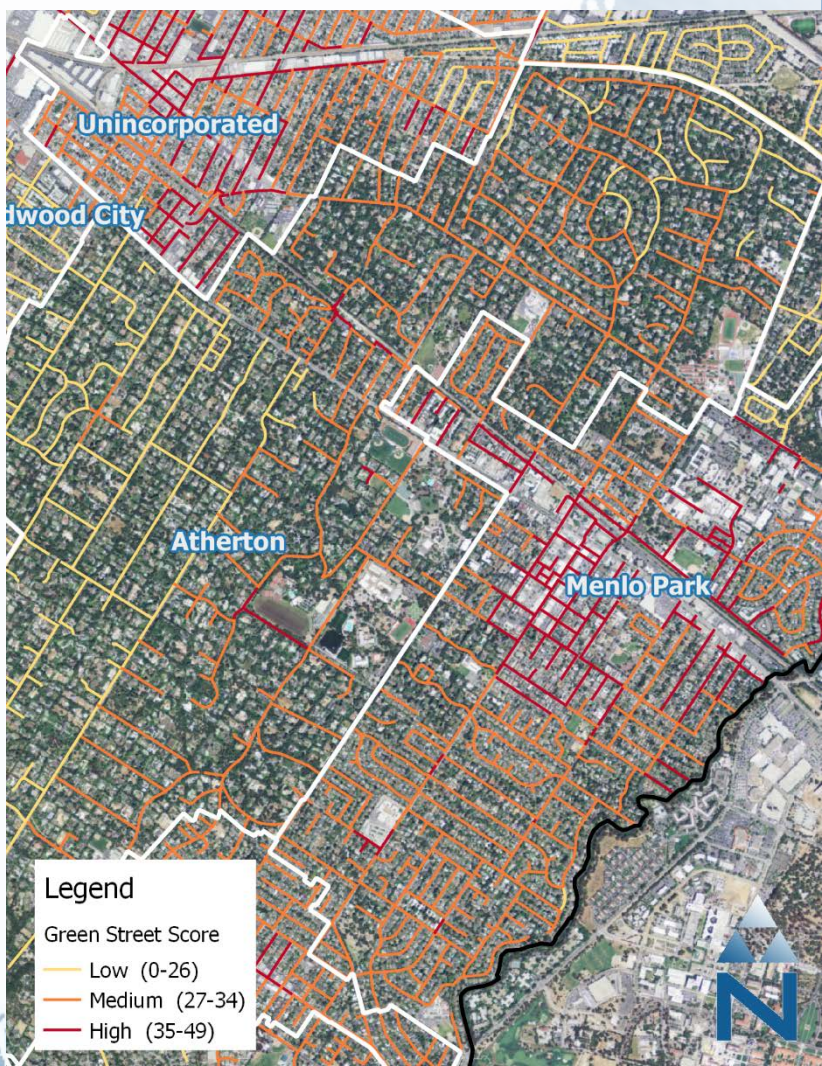 Unincorporated
dwood City
Atherton
Menlo Park
Legend
Green Street Score
Low (0-26)
Medium (27-34)
High (35-49)
N